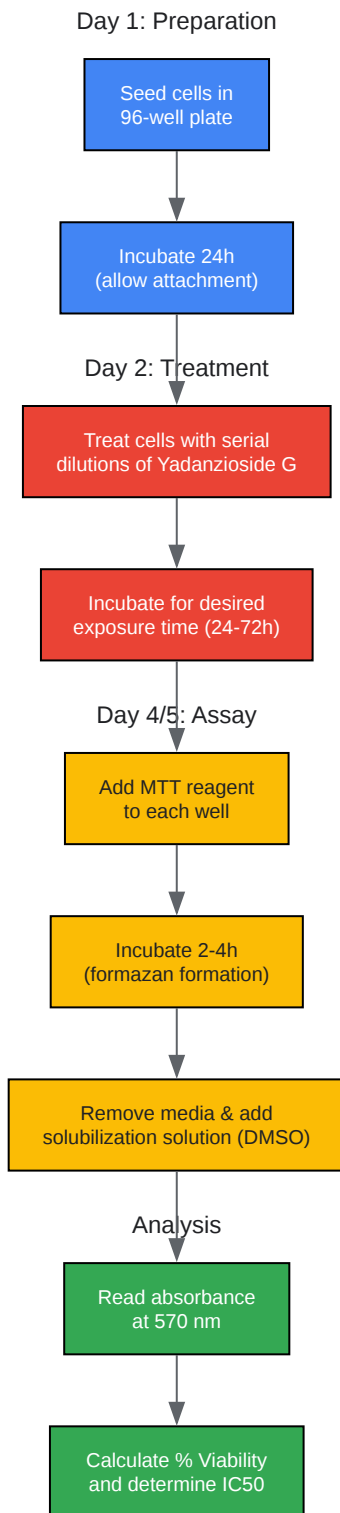 Day 1: Preparation
Seed cells in
96-well plate
Incubate 24h
(allow attachment)
Day 2: Treatment
Treat cells with serial
dilutions of Yadanzioside G
Incubate for desired
exposure time (24-72h)
Day 4/5: Assay
Add MTT reagent
to each well
Incubate 2-4h
(formazan formation)
Remove media & add
solubilization solution (DMSO)
Analysis
Read absorbance
at 570 nm
Calculate % Viability
and determine IC50